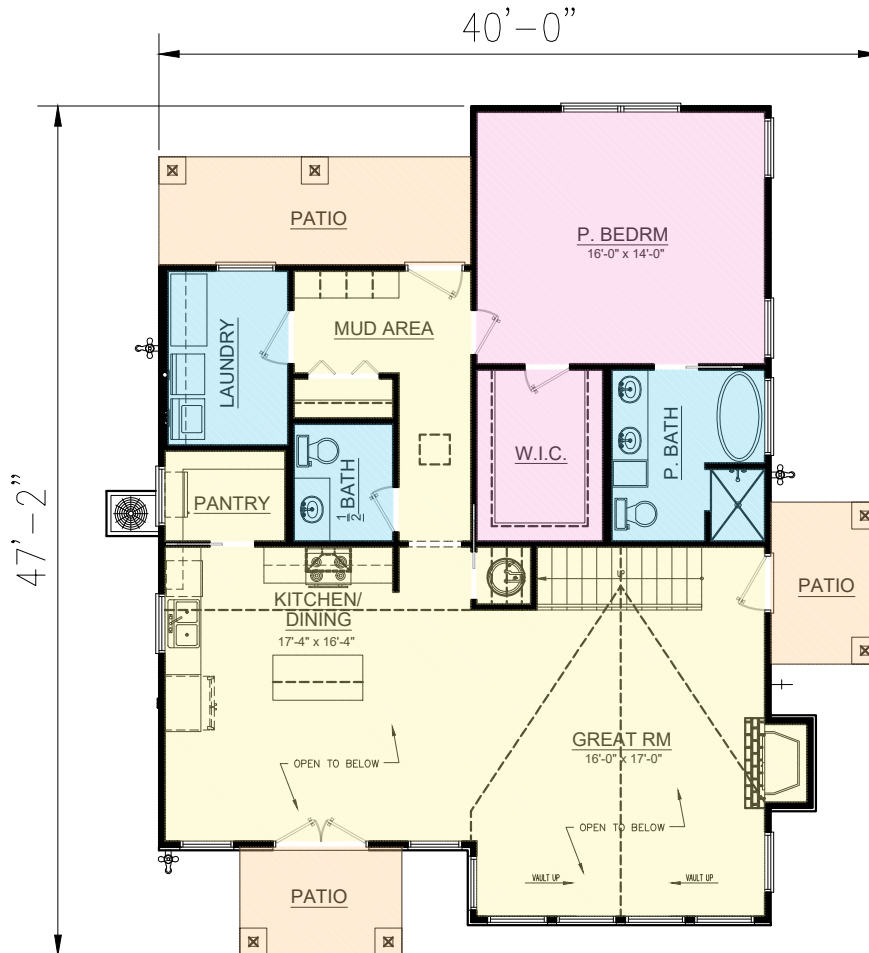 40'-0"
47'-2"
PATIO
P. BEDRM
16'-0" x 14'-0"
MUD AREA
LAUNDRY
W.I.C.
P. BATH
PANTRY
1/2 BATH
UP
KITCHEN/
DINING
17'-4" x 16'-4"
PATIO
GREAT RM
16'-0" x 17'-0"
OPEN TO BELOW
OPEN TO BELOW
VAULT UP
VAULT UP
PATIO